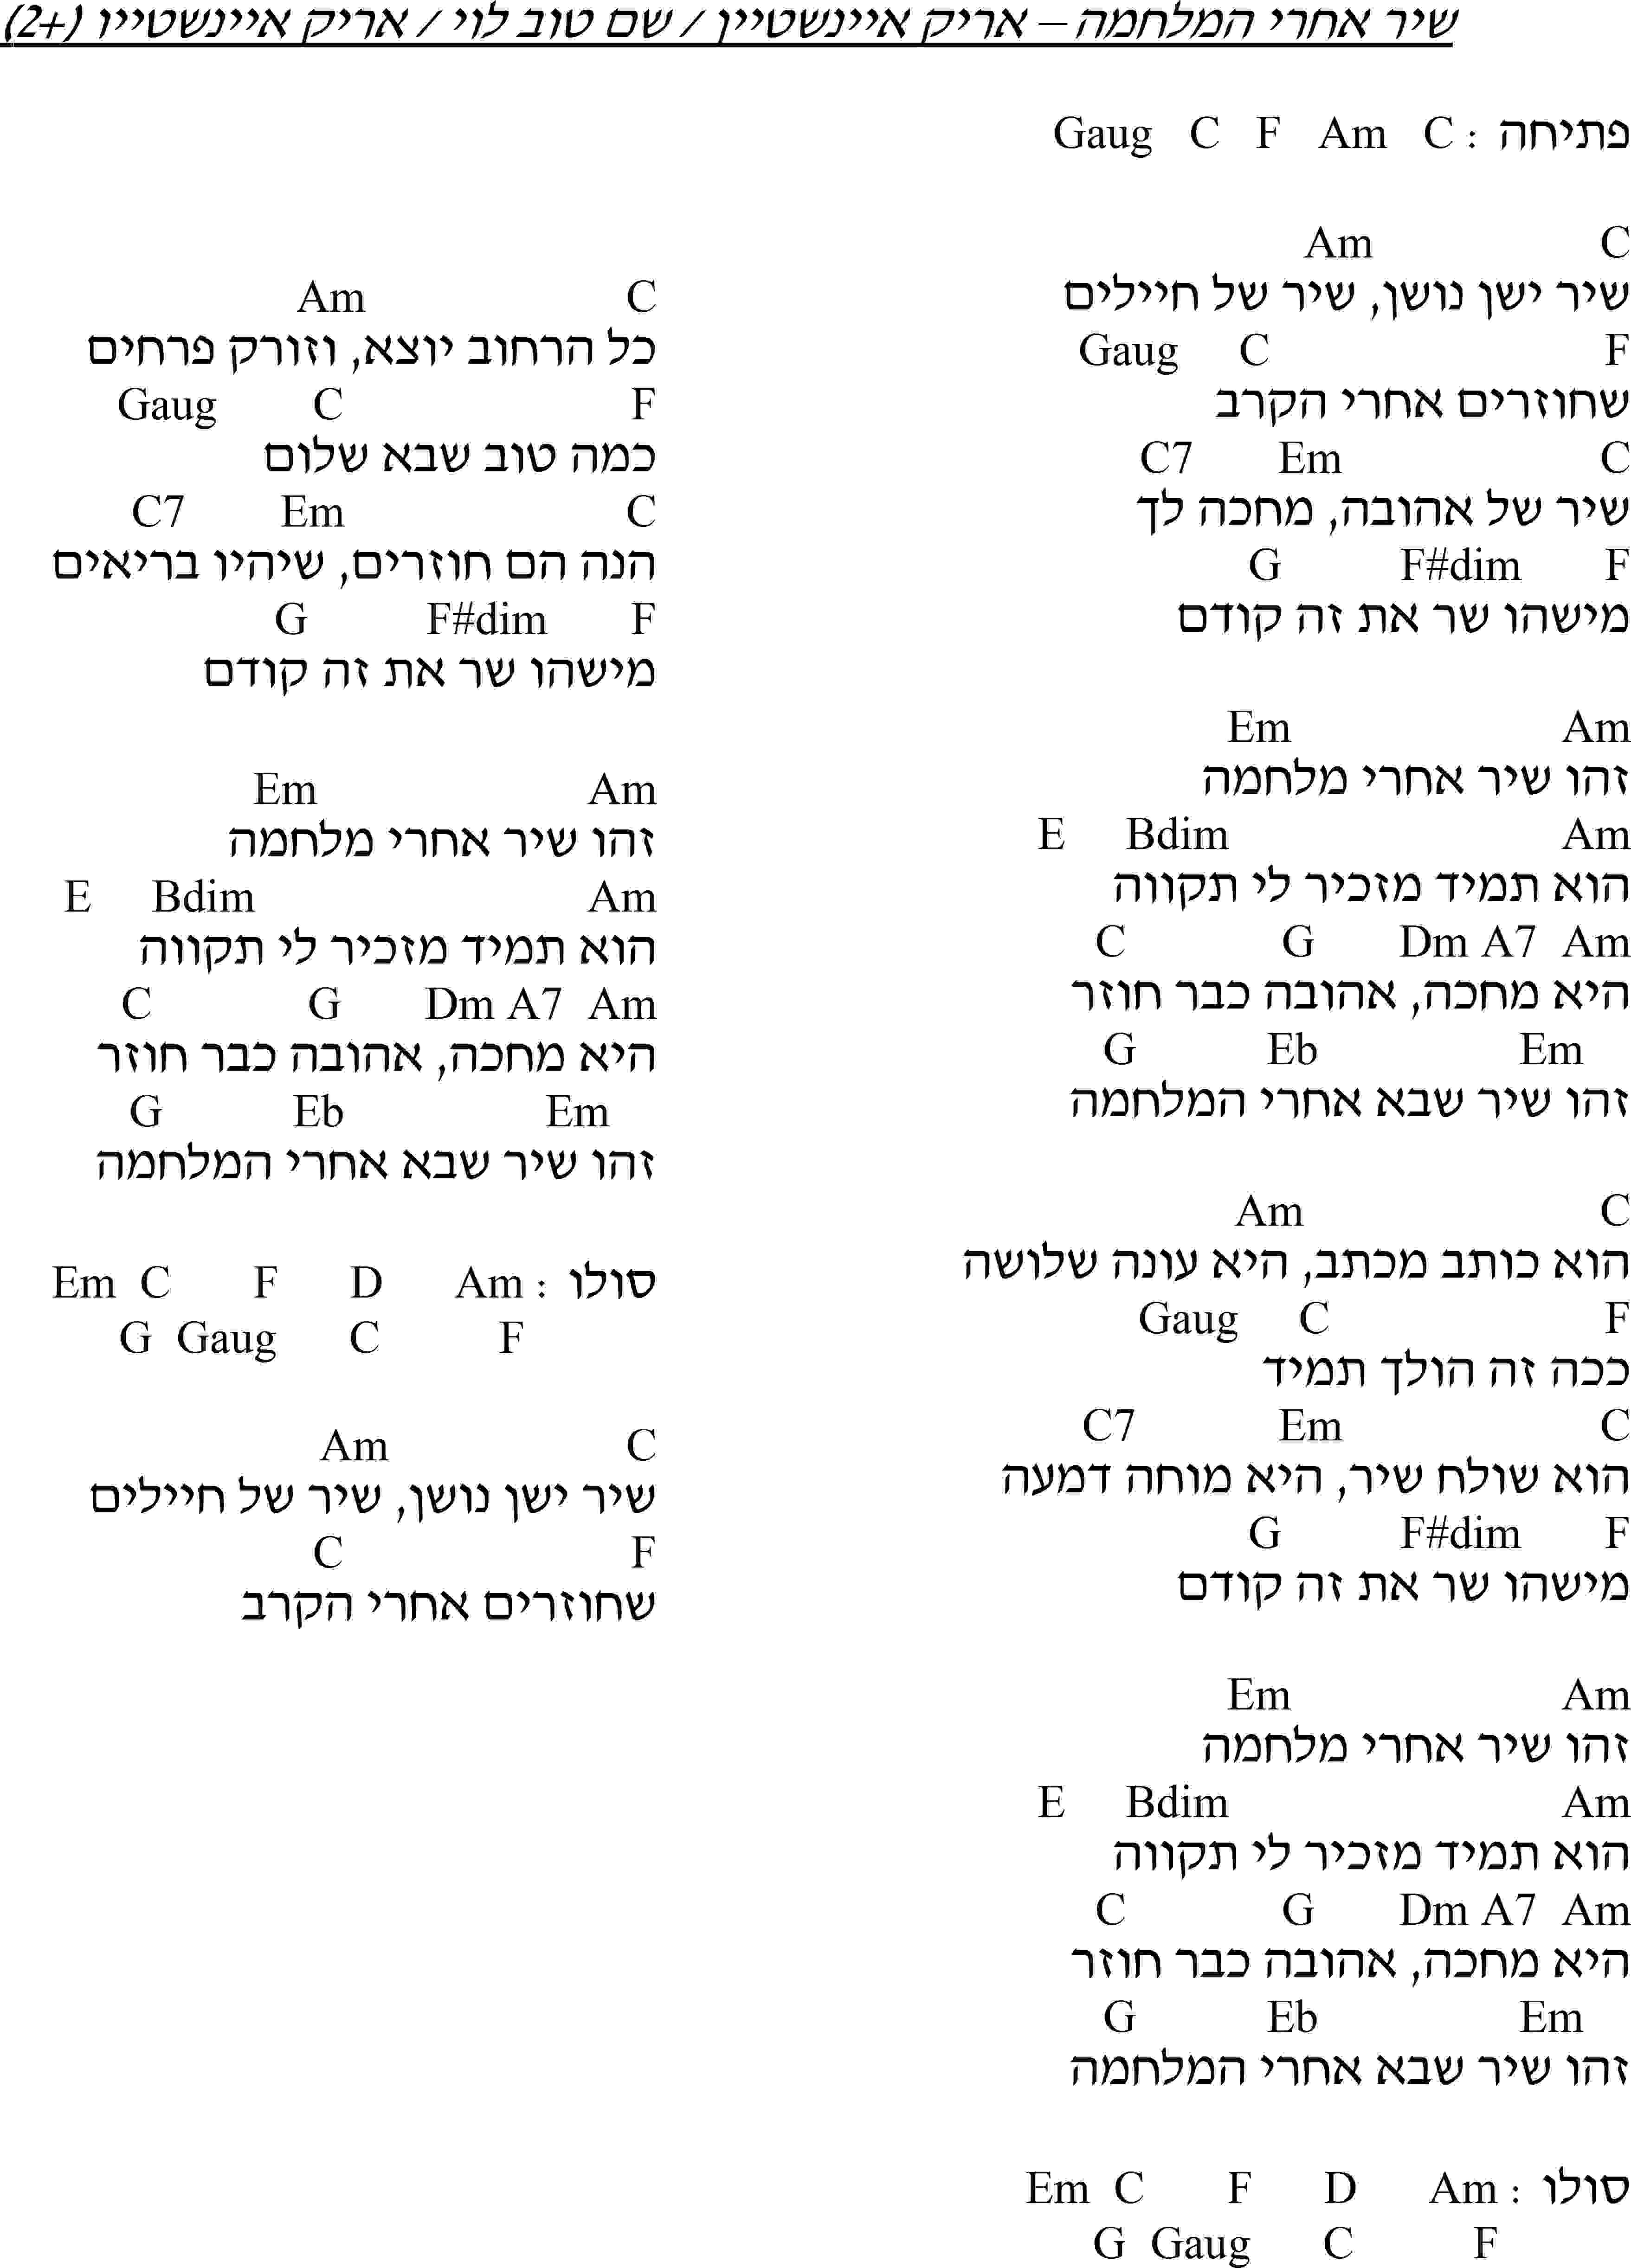 שיר אחרי המלחמה – אריק איינשטיין / שם טוב לוי / אריק איינשטיין (+2)
פתיחה : C Am F C Gaug
C Am
שיר ישן נושן, שיר של חיילים
F C Gaug
שחוזרים אחרי הקרב
C Em C7
שיר של אהובה, מחכה לך
F F#dim G
מישהו שר את זה קודם
Am Em
זהו שיר אחרי מלחמה
Am Bdim E
הוא תמיד מזכיר לי תקווה
Am A7 Dm G C
היא מחכה, אהובה כבר חוזר
Em Eb G
זהו שיר שבא אחרי המלחמה
C Am
הוא כותב מכתב, היא עונה שלושה
F C Gaug
ככה זה הולך תמיד
C Em C7
הוא שולח שיר, היא מוחה דמעה
F F#dim G
מישהו שר את זה קודם
Am Em
זהו שיר אחרי מלחמה
Am Bdim E
הוא תמיד מזכיר לי תקווה
Am A7 Dm G C
היא מחכה, אהובה כבר חוזר
Em Eb G
זהו שיר שבא אחרי המלחמה
סולו : Am D F C Em
F C Gaug G
C Am
כל הרחוב יוצא, וזורק פרחים
F C Gaug
כמה טוב שבא שלום
C Em C7
הנה הם חוזרים, שיהיו בריאים
F F#dim G
מישהו שר את זה קודם
Am Em
זהו שיר אחרי מלחמה
Am Bdim E
הוא תמיד מזכיר לי תקווה
Am A7 Dm G C
היא מחכה, אהובה כבר חוזר
Em Eb G
זהו שיר שבא אחרי המלחמה
סולו : Am D F C Em
F C Gaug G
C Am
שיר ישן נושן, שיר של חיילים
F C
שחוזרים אחרי הקרב